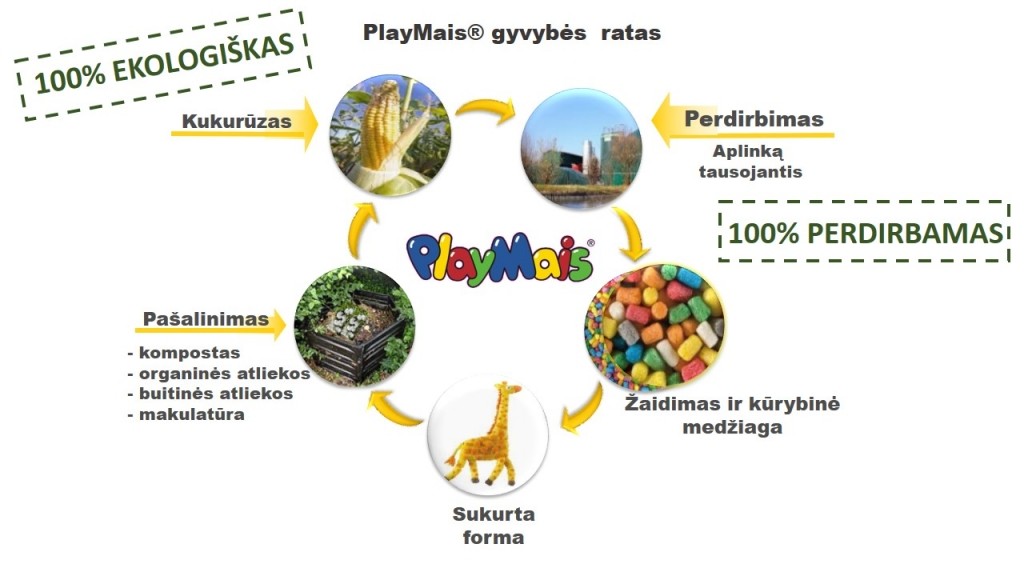 PlayMais® gyvybės ratas
100% EKOLOGIŠKAS
Kukurūzas
Perdirbimas
Aplinką
tausojantis
100% PERDIRBAMAS
PlayMais®
Pašalinimas
- kompostas
- organinės atliekos
- buitinės atliekos
- makulatūra
Žaidimas ir kūrybinė
medžiaga
Sukurta
forma